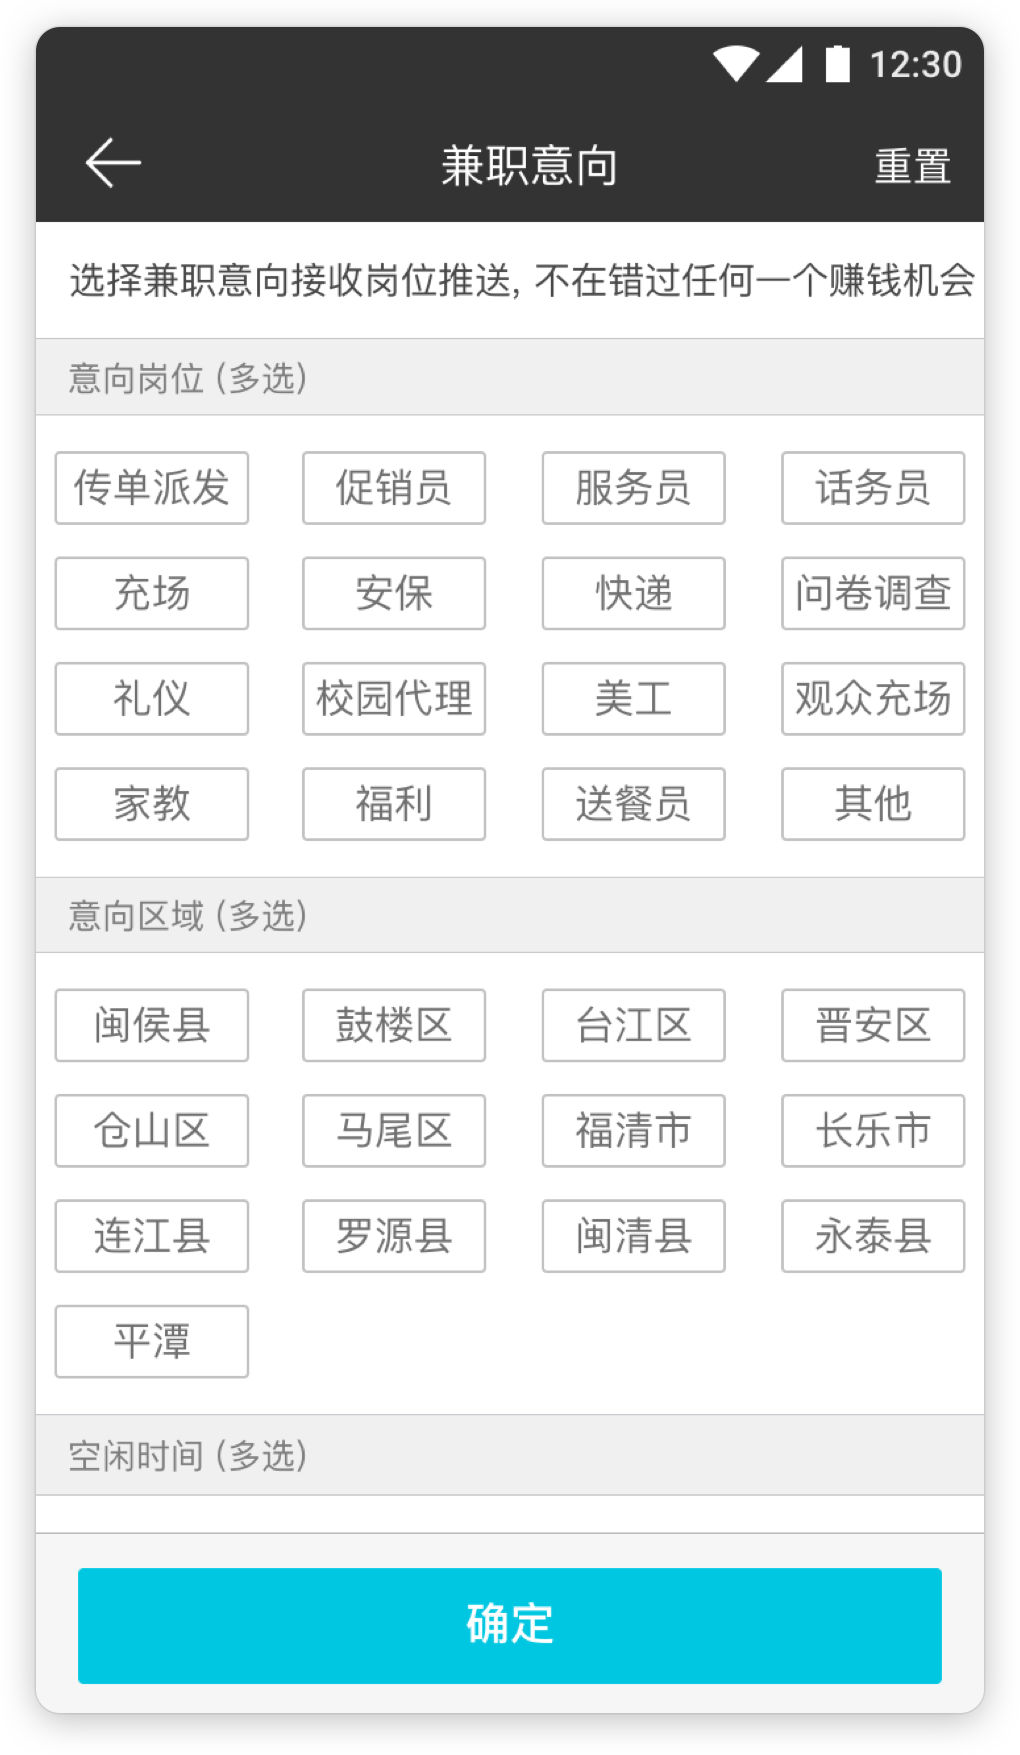 12:30
兼职意向 重置
选择兼职意向接收岗位推送, 不在错过任何一个赚钱机会
意向岗位 (多选)
传单派发 促销员 服务员 话务员
充场 安保 快递 问卷调查
礼仪 校园代理 美工 观众充场
家教 福利 送餐员 其他
意向区域 (多选)
闽侯县 鼓楼区 台江区 晋安区
仓山区 马尾区 福清市 长乐市
连江县 罗源县 闽清县 永泰县
平潭
空闲时间 (多选)
确定